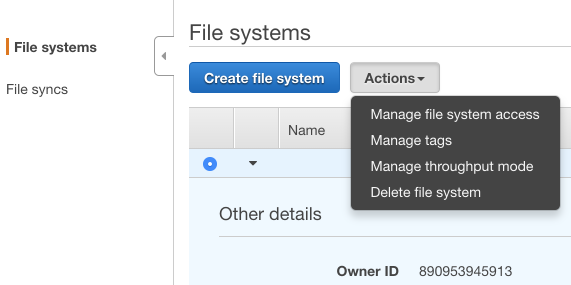 File systems
File systems
Create file system
Actions
File syncs
Manage file system access
Manage tags
Manage throughput mode
Delete file system
Name
Other details
Owner ID 890953945913